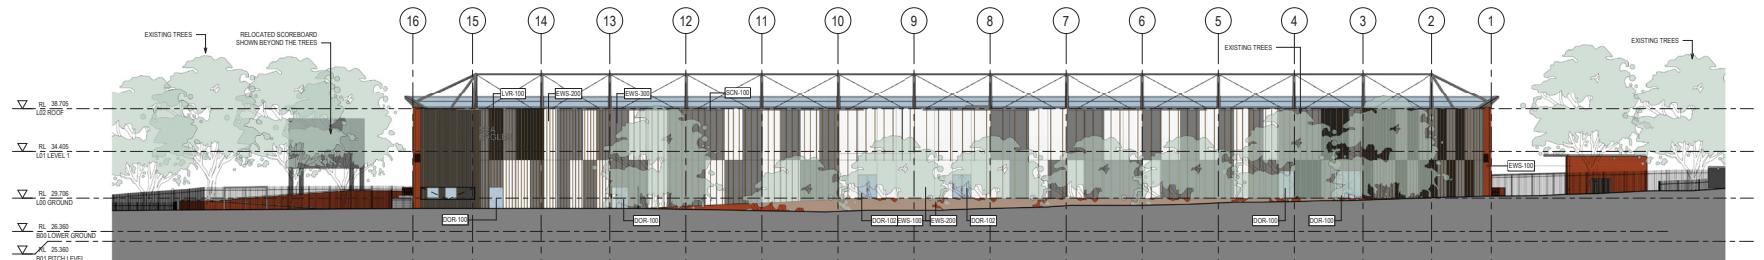 16 15 14 13 12 11 10 9 8 7 6 5 4 3 2 1
EXISTING TREES
RELOCATED SCOREBOARD
SHOWN BEYOND THE TREES
EXISTING TREES
EXISTING TREES
LVR-100
EWS-200
EWS-300
SCN-100
RL 38.705
L02 ROOF
RL 34.405
L01 LEVEL 1
EWS-100
RL 29.706
L00 GROUND
DOR-100
DOR-100
DOR-102
EWS-100
EWS-200
DOR-102
DOR-100
DOR-100
RL 26.360
B00 LOWER GROUND
RL 25.360
B01 PITCH LEVEL